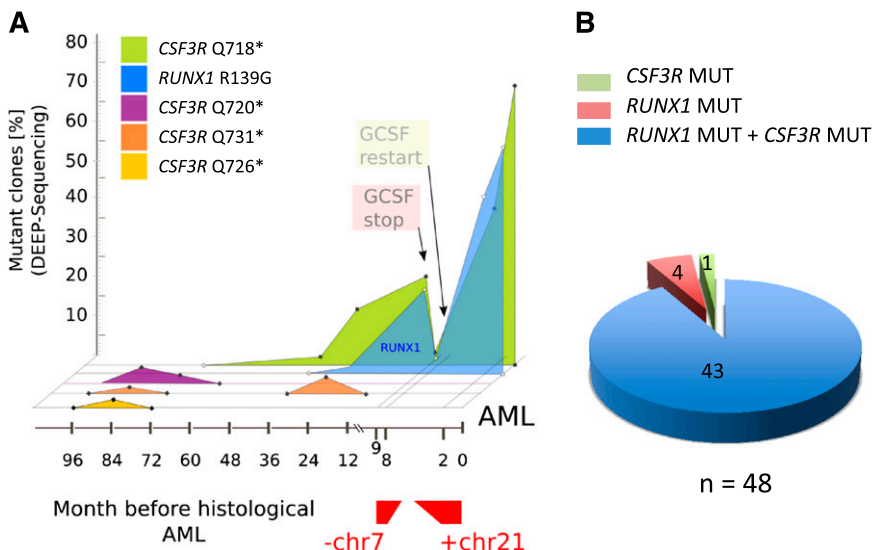 A
80
70
60
50
40
30
20
10
Mutant clones [%]
(DEEP-Sequencing)
CSF3R Q718*
RUNX1 R139G
CSF3R Q720*
CSF3R Q731*
CSF3R Q726*
GCSF
restart
GCSF
stop
RUNX1
AML
96 84 72 60 48 36 24 12 9 8 2 0
Month before histological
AML
-chr7
+chr21
B
CSF3R MUT
RUNX1 MUT
RUNX1 MUT + CSF3R MUT
4
1
43
n = 48